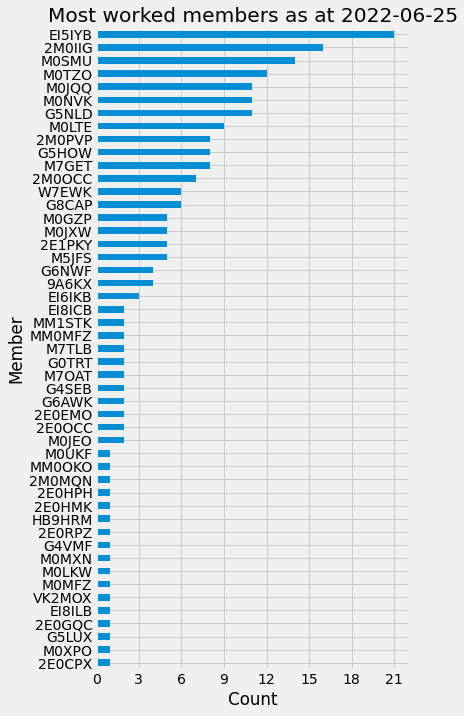 Most worked members as at 2022-06-25
EI5IYB
2M0IIG
M0SMU
M0TZO
M0JQQ
M0NVK
G5NLD
M0LTE
2M0PVP
G5HOW
M7GET
2M0OCC
W7EWK
G8CAP
M0GZP
M0JXW
2E1PKY
M5JFS
G6NWF
9A6KX
EI6IKB
EI8ICB
MM1STK
MM0MFZ
M7TLB
G0TRT
M7OAT
G4SEB
G6AWK
2E0EMO
2E0OCC
M0JEO
M0UKF
MM0OKO
2M0MQN
2E0HPH
2E0HMK
HB9HRM
2E0RPZ
G4VMF
M0MXN
M0LKW
M0MFZ
VK2MOX
EI8ILB
2E0GQC
G5LUX
M0XPO
2E0CPX
Member
0 3 6 9 12 15 18 21
Count